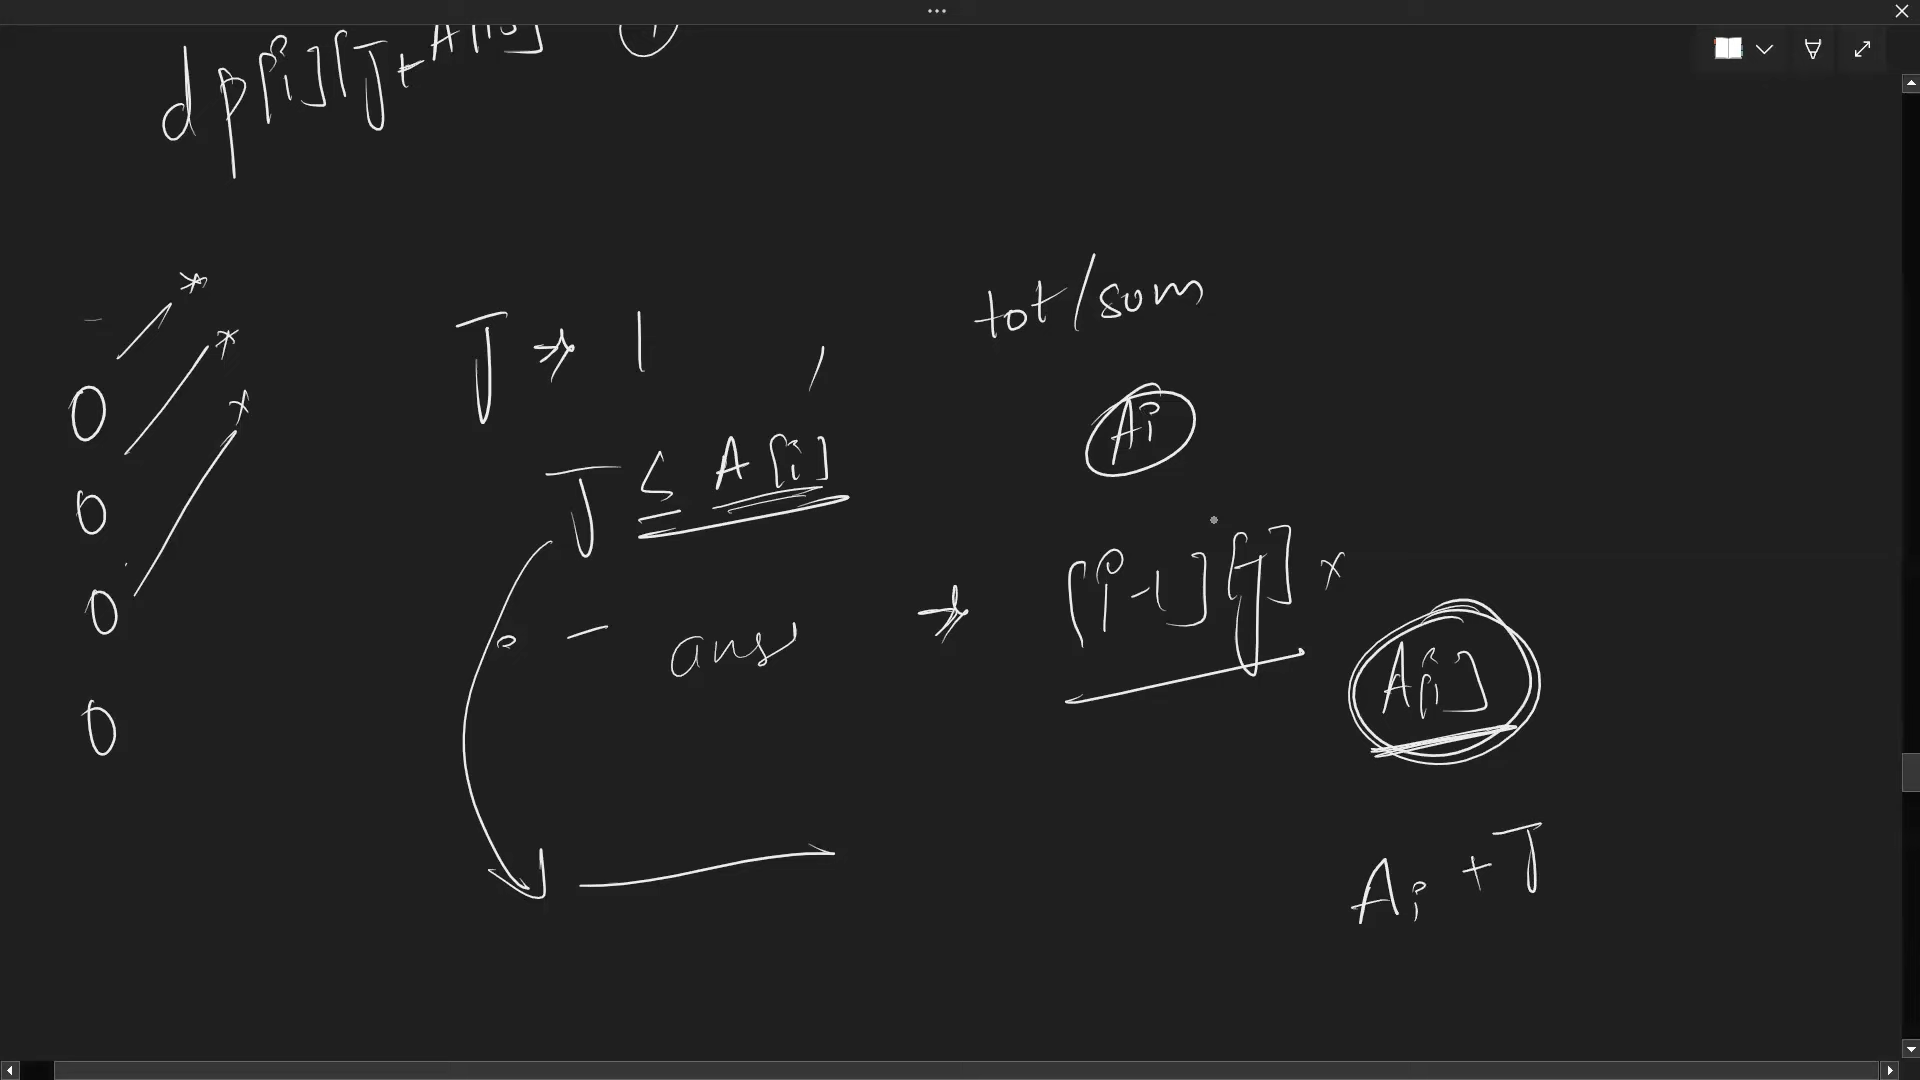 dp[i][J+A[i]]
tot/sum
J → 1 ,
Ai
J ≤ A[i]
ans → [i-1][J] *
A[i]
Ai + J
0
0
0
0